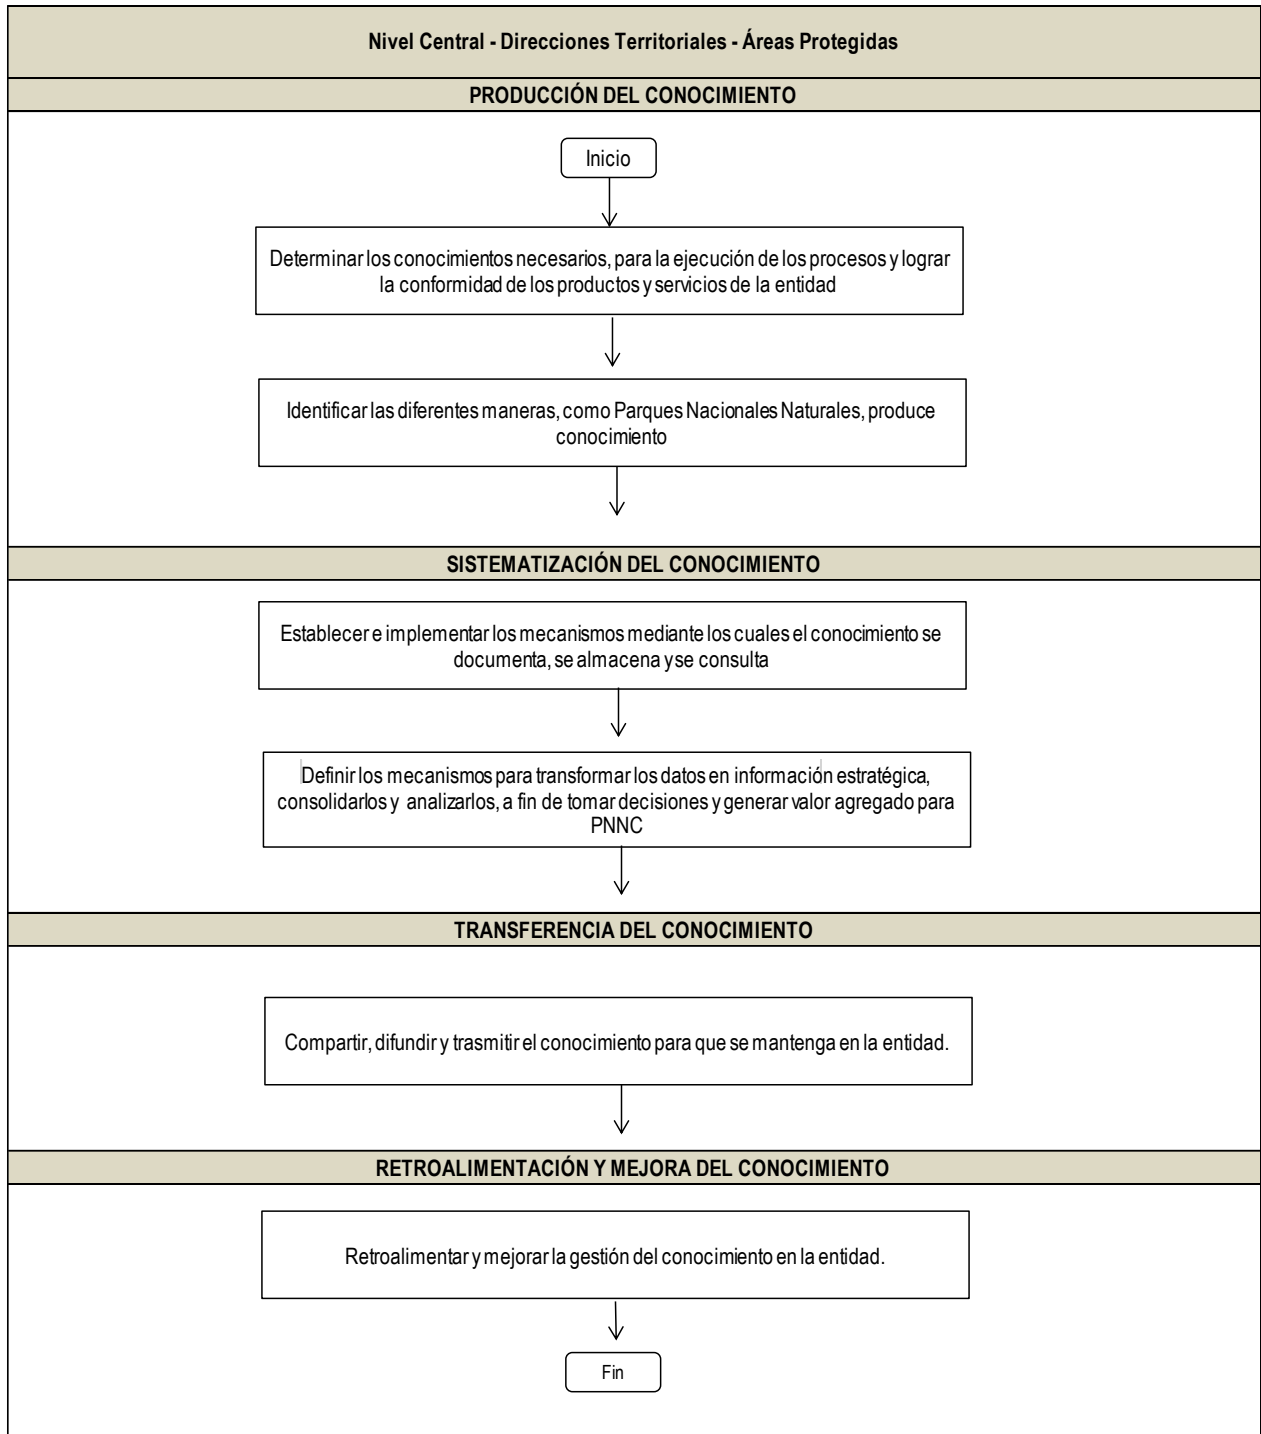 Nivel Central - Direcciones Territoriales - Áreas Protegidas
PRODUCCIÓN DEL CONOCIMIENTO
Inicio
Determinar los conocimientos necesarios, para la ejecución de los procesos y lograr
la conformidad de los productos y servicios de la entidad
Identificar las diferentes maneras, como Parques Nacionales Naturales, produce
conocimiento
SISTEMATIZACIÓN DEL CONOCIMIENTO
Establecer e implementar los mecanismos mediante los cuales el conocimiento se
documenta, se almacena y se consulta
Definir los mecanismos para transformar los datos en información estratégica,
consolidarlos y analizarlos, a fin de tomar decisiones y generar valor agregado para
PNNC
TRANSFERENCIA DEL CONOCIMIENTO
Compartir, difundir y trasmitir el conocimiento para que se mantenga en la entidad.
RETROALIMENTACIÓN Y MEJORA DEL CONOCIMIENTO
Retroalimentar y mejorar la gestión del conocimiento en la entidad.
Fin